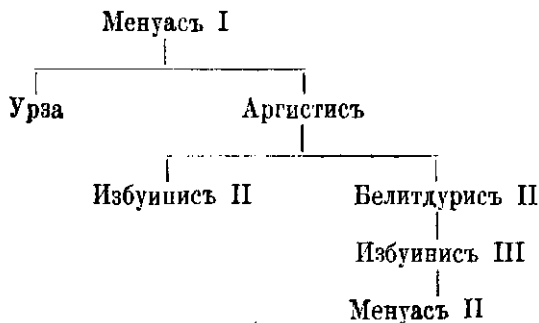 Менуасъ I
Урза Аргистисъ
Избуинисъ II Белитдурисъ II
Избуинисъ III
Менуасъ II